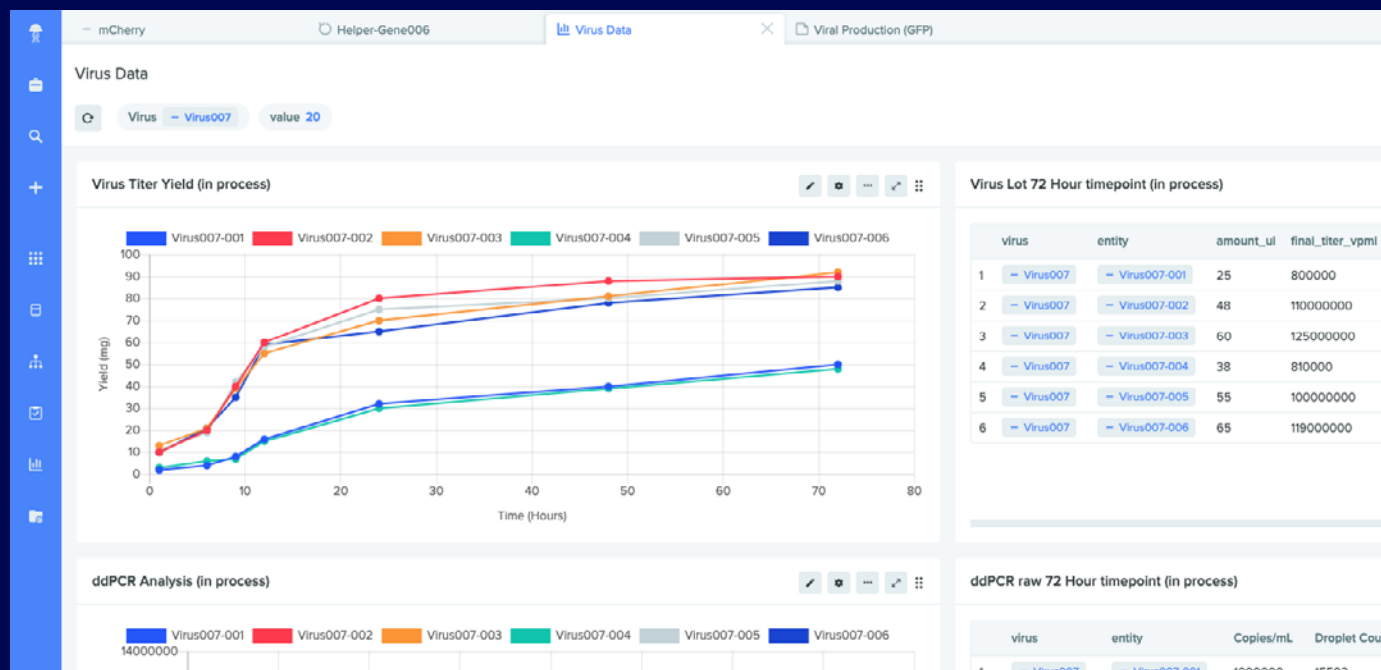 mCherry
Helper-Gene006
Virus Data
Viral Production (GFP)
Virus Data
Virus – Virus007 value 20
Virus Titer Yield (in process)
Virus007-001 Virus007-002 Virus007-003 Virus007-004 Virus007-005 Virus007-006
100
90
80
70
60
50
40
30
20
10
0
Yield (mg)
0 10 20 30 40 50 60 70 80
Time (Hours)
Virus Lot 72 Hour timepoint (in process)
virus entity amount_ul final_titer_vpml
1 – Virus007 – Virus007-001 25 800000
2 – Virus007 – Virus007-002 48 110000000
3 – Virus007 – Virus007-003 60 125000000
4 – Virus007 – Virus007-004 38 810000
5 – Virus007 – Virus007-005 55 100000000
6 – Virus007 – Virus007-006 65 119000000
ddPCR Analysis (in process)
Virus007-001 Virus007-002 Virus007-003 Virus007-004 Virus007-005 Virus007-006
14000000
ddPCR raw 72 Hour timepoint (in process)
virus entity Copies/mL Droplet Cou